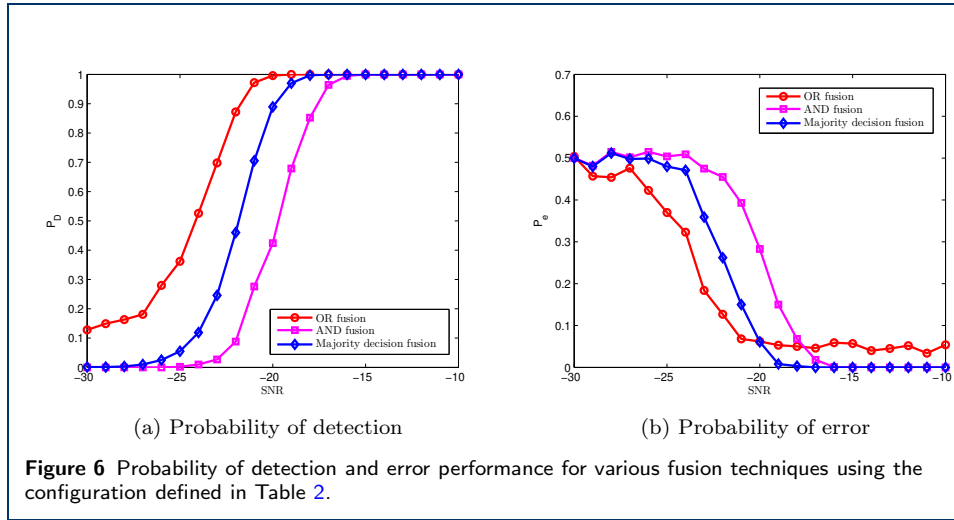 1
0.9
0.8
0.7
0.6
0.5
0.4
0.3
0.2
0.1
0
P_D
-30
-25
-20
-15
-10
SNR
OR fusion
AND fusion
Majority decision fusion
(a) Probability of detection
0.7
0.6
0.5
0.4
0.3
0.2
0.1
0
P_e
-30
-25
-20
-15
-10
SNR
OR fusion
AND fusion
Majority decision fusion
(b) Probability of error
Figure 6 Probability of detection and error performance for various fusion techniques using the
configuration defined in Table 2.